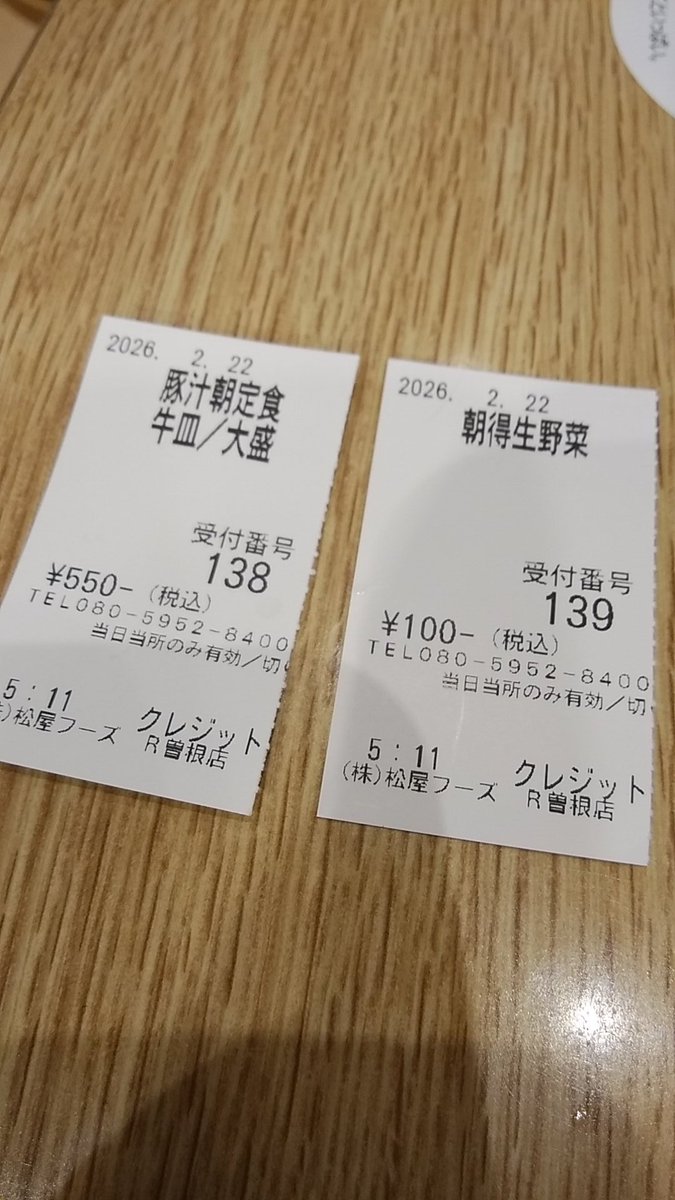 2026. 2. 22
豚汁朝定食
牛皿／大盛
受付番号
138
¥550-（税込）
TEL080-5952-8400
当日当所のみ有効／切
5:11 クレジット
)松屋フーズ R曽根店
2026. 2. 22
朝得生野菜
受付番号
139
¥100-（税込）
TEL080-5952-8400
当日当所のみ有効／切
5:11 クレジット
(株)松屋フーズ R曽根店